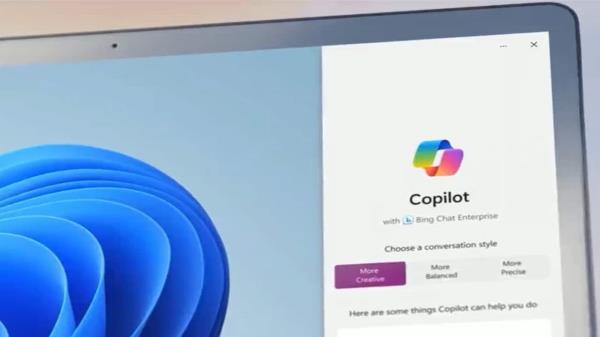 Copilot
with Bing Chat Enterprise
Choose a conversation style
More
Creative
More
Balanced
More
Precise
Here are some things Copilot can help you do